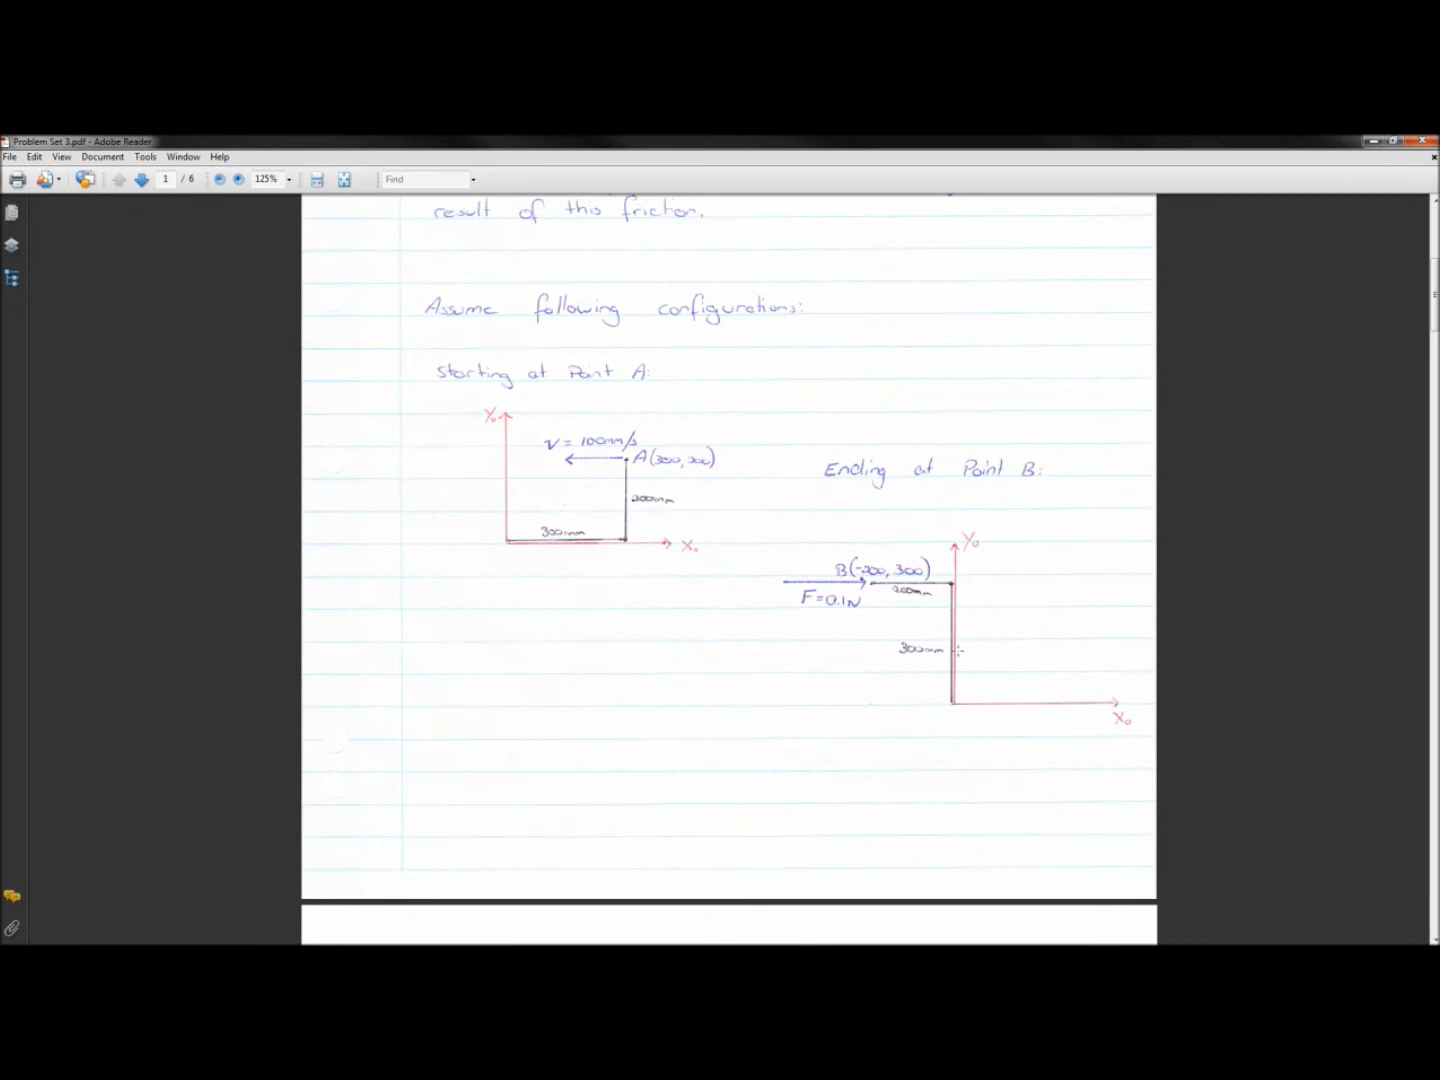 Problem Set 3.pdf - Adobe Reader
File Edit View Document Tools Window Help
1 / 6 125% Find
result of this friction.
Assume following configurations:
Starting at Point A:
Y₀
v = 100mm/s
A(300, 200)
200mm
300mm
X₀
Ending at Point B:
Y₀
B(-200, 300)
200mm
F=0.1N
300mm
X₀